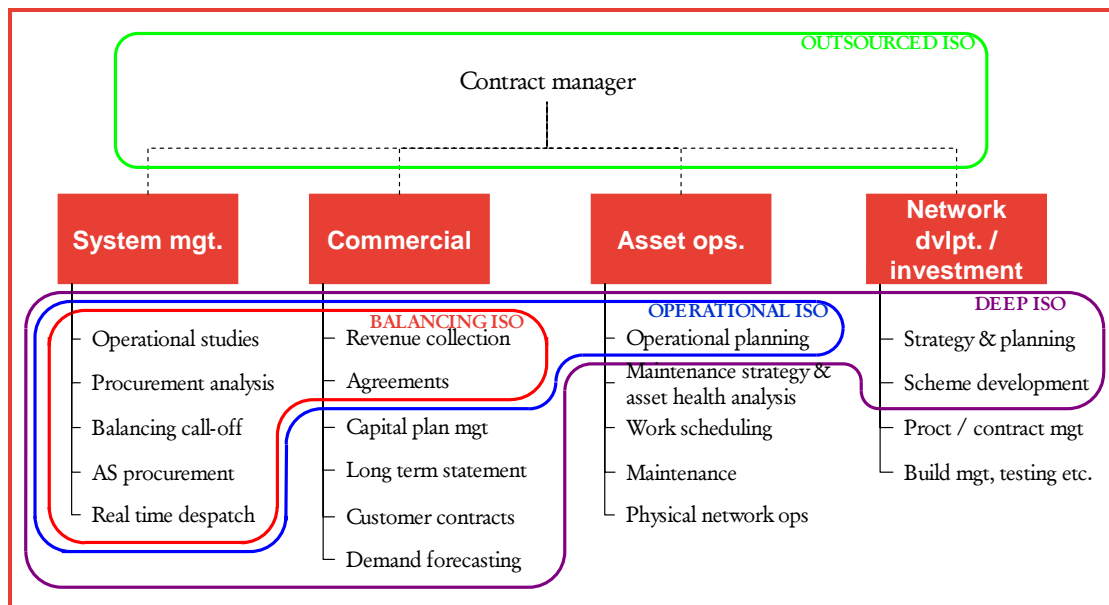 OUTSOURCED ISO
Contract manager
System mgt.
Commercial
Asset ops.
Network
dvlpt. /
investment
BALANCING ISO
OPERATIONAL ISO
DEEP ISO
Operational studies
Procurement analysis
Balancing call-off
AS procurement
Real time despatch
Revenue collection
Agreements
Capital plan mgt
Long term statement
Customer contracts
Demand forecasting
Operational planning
Maintenance strategy &
asset health analysis
Work scheduling
Maintenance
Physical network ops
Strategy & planning
Scheme development
Proct / contract mgt
Build mgt, testing etc.